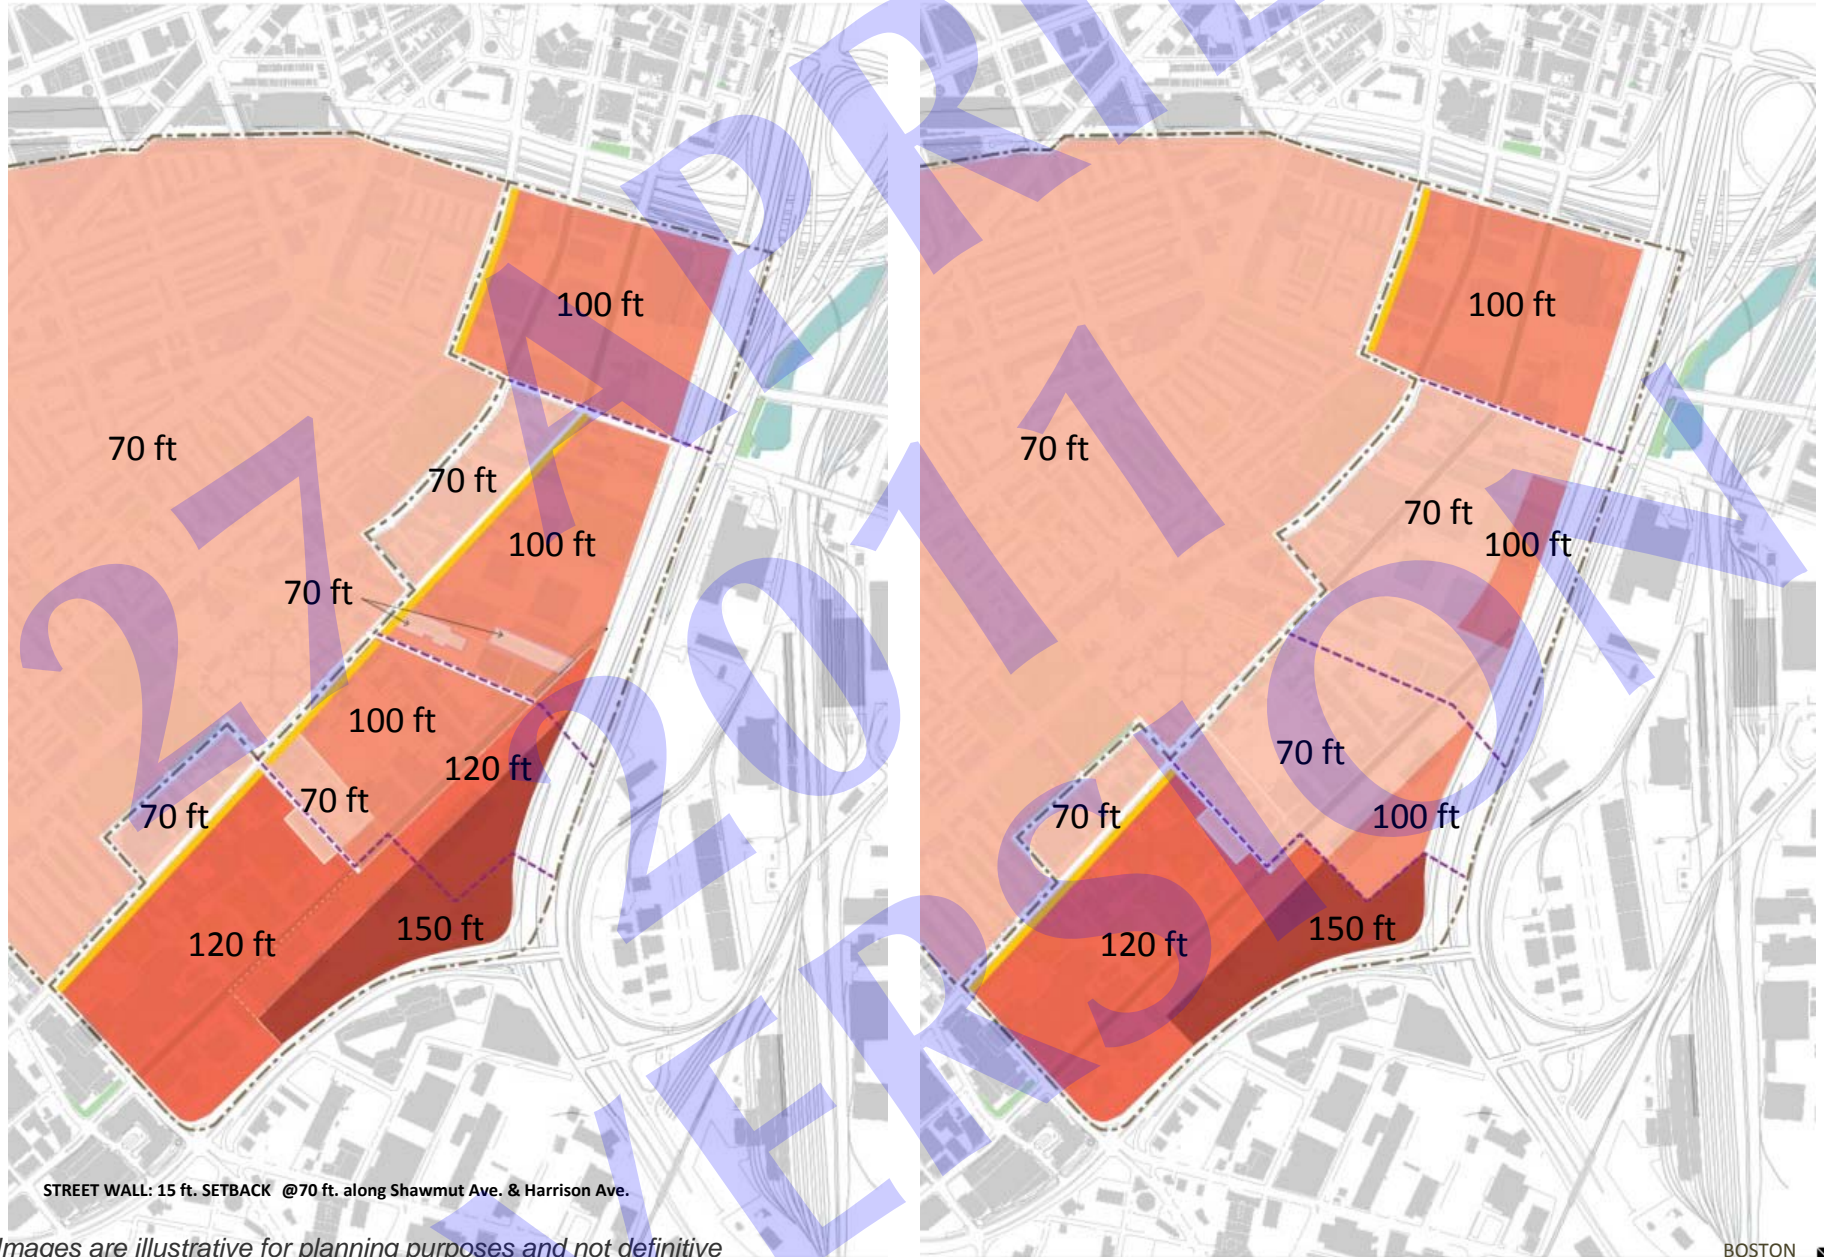 100 ft
70 ft
70 ft
100 ft
70 ft
100 ft
120 ft
70 ft
70 ft
120 ft
150 ft
STREET WALL: 15 ft. SETBACK @70 ft. along Shawmut Ave. & Harrison Ave.
Images are illustrative for planning purposes and not definitive
100 ft
70 ft
70 ft
100 ft
70 ft
70 ft
100 ft
120 ft
150 ft
BOSTON
27 APRIL
2011
VERSION